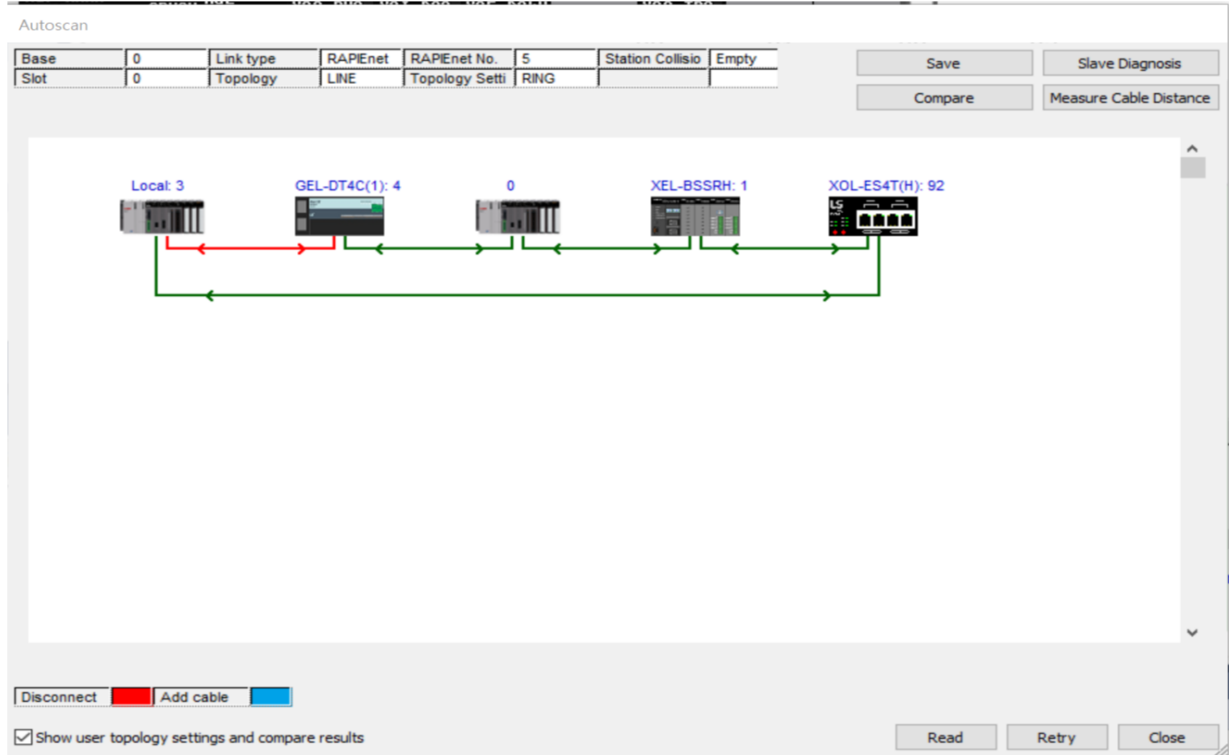 Autoscan
Base 0 Link type RAPIEnet RAPIEnet No. 5 Station Collisio Empty
Slot 0 Topology LINE Topology Setti RING
Save Slave Diagnosis
Compare Measure Cable Distance
Local: 3 GEL-DT4C(1): 4 0 XEL-BSSRH: 1 XOL-ES4T(H): 92
LS
Disconnect Add cable
Show user topology settings and compare results
Read Retry Close